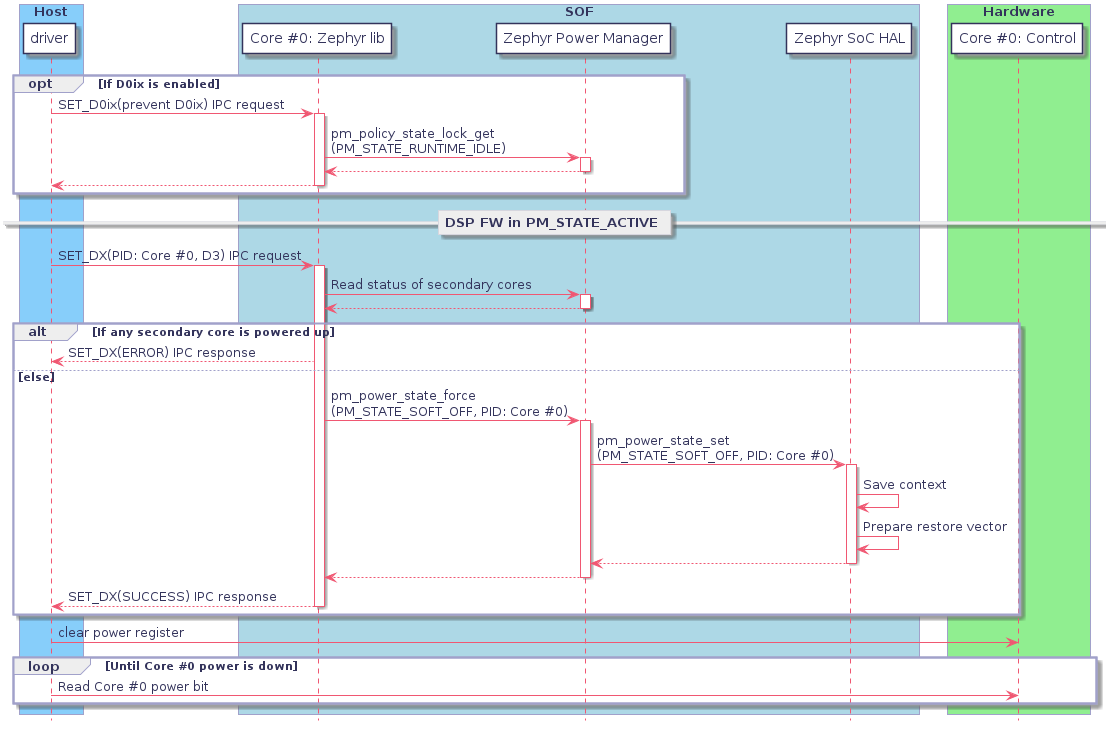 Host
SOF
Hardware
driver
Core #0: Zephyr lib
Zephyr Power Manager
Zephyr SoC HAL
Core #0: Control
opt
[If D0ix is enabled]
SET_D0ix(prevent D0ix) IPC request
pm_policy_state_lock_get
(PM_STATE_RUNTIME_IDLE)
DSP FW in PM_STATE_ACTIVE
SET_DX(PID: Core #0, D3) IPC request
Read status of secondary cores
alt
[If any secondary core is powered up]
SET_DX(ERROR) IPC response
[else]
pm_power_state_force
(PM_STATE_SOFT_OFF, PID: Core #0)
pm_power_state_set
(PM_STATE_SOFT_OFF, PID: Core #0)
Save context
Prepare restore vector
SET_DX(SUCCESS) IPC response
clear power register
loop
[Until Core #0 power is down]
Read Core #0 power bit